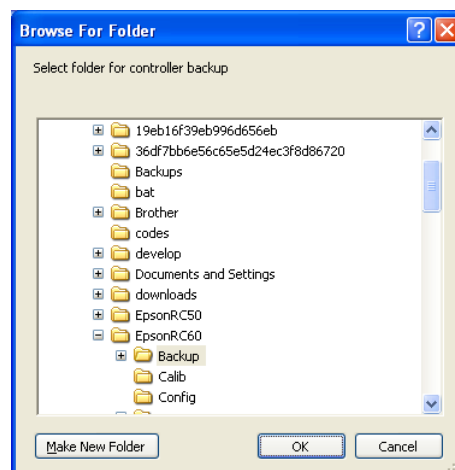 Browse For Folder
Select folder for controller backup
19eb16f39eb996d656eb
36df7bb6e56c65e5d24ec3f8d86720
Backups
bat
Brother
codes
develop
Documents and Settings
downloads
EpsonRC50
EpsonRC60
Backup
Calib
Config
Make New Folder OK Cancel